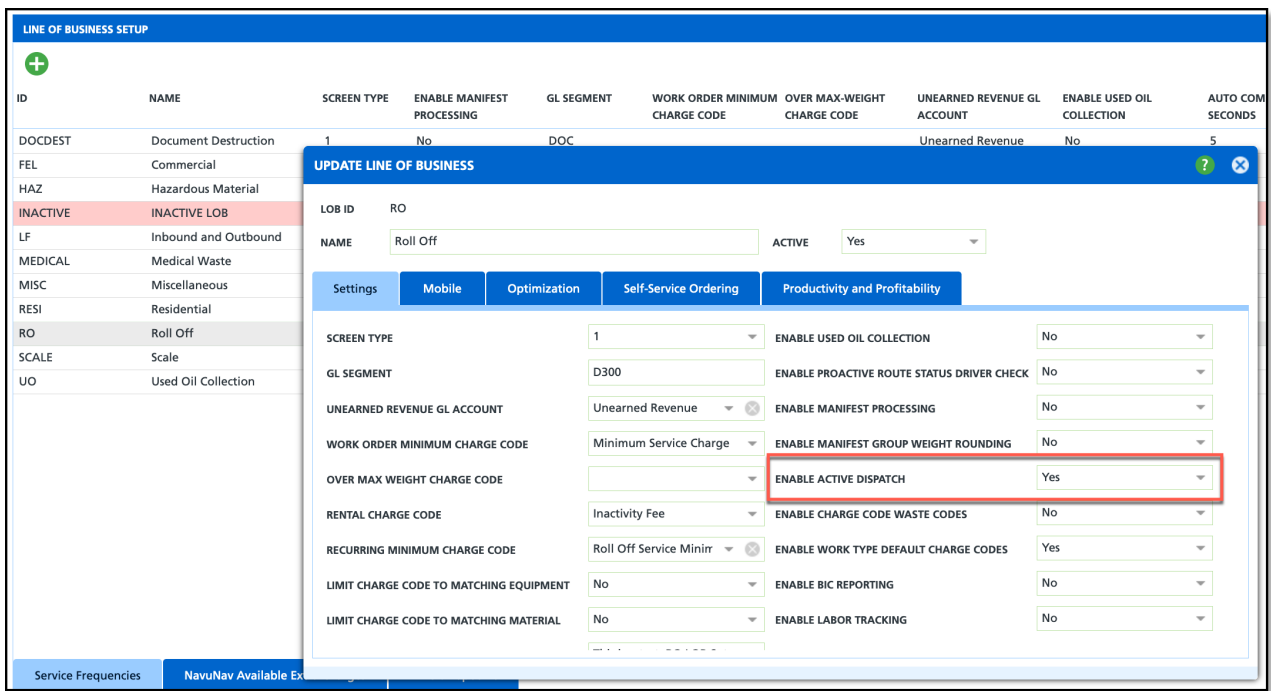 LINE OF BUSINESS SETUP
ID NAME SCREEN TYPE ENABLE MANIFEST PROCESSING GL SEGMENT WORK ORDER MINIMUM CHARGE CODE OVER MAX-WEIGHT CHARGE CODE UNEARNED REVENUE GL ACCOUNT ENABLE USED OIL COLLECTION AUTO COM SECONDS
DOCDEST Document Destruction 1 No DOC Unearned Revenue No 5
FEL Commercial
HAZ Hazardous Material
INACTIVE INACTIVE LOB
LF Inbound and Outbound
MEDICAL Medical Waste
MISC Miscellaneous
RESI Residential
RO Roll Off
SCALE Scale
UO Used Oil Collection
UPDATE LINE OF BUSINESS ?
LOB ID RO
NAME Roll Off ACTIVE Yes
Settings Mobile Optimization Self-Service Ordering Productivity and Profitability
SCREEN TYPE 1 ENABLE USED OIL COLLECTION No
GL SEGMENT D300 ENABLE PROACTIVE ROUTE STATUS DRIVER CHECK No
UNEARNED REVENUE GL ACCOUNT Unearned Revenue ENABLE MANIFEST PROCESSING No
WORK ORDER MINIMUM CHARGE CODE Minimum Service Charge ENABLE MANIFEST GROUP WEIGHT ROUNDING No
OVER MAX WEIGHT CHARGE CODE ENABLE ACTIVE DISPATCH Yes
RENTAL CHARGE CODE Inactivity Fee ENABLE CHARGE CODE WASTE CODES No
RECURRING MINIMUM CHARGE CODE Roll Off Service Minim ENABLE WORK TYPE DEFAULT CHARGE CODES Yes
LIMIT CHARGE CODE TO MATCHING EQUIPMENT No ENABLE BIC REPORTING No
LIMIT CHARGE CODE TO MATCHING MATERIAL No ENABLE LABOR TRACKING No
Service Frequencies NavuNav Available Ex